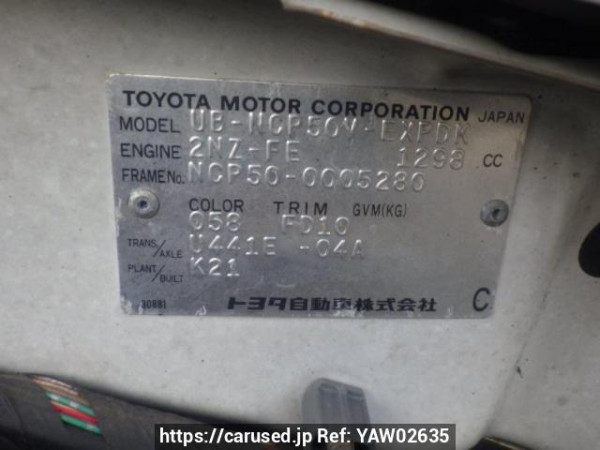 TOYOTA MOTOR CORPORATION JAPAN
MODEL UB-NCP50V-EXPDK
ENGINE 2NZ-FE 1298 CC
FRAME No. NCP50-0005280
COLOR TRIM GVM(KG)
058 FD10
TRANS/AXLE U441E -04A
PLANT/BUILT K21
10881 トヨタ自動車株式会社 C
https://carused.jp Ref: YAW02635